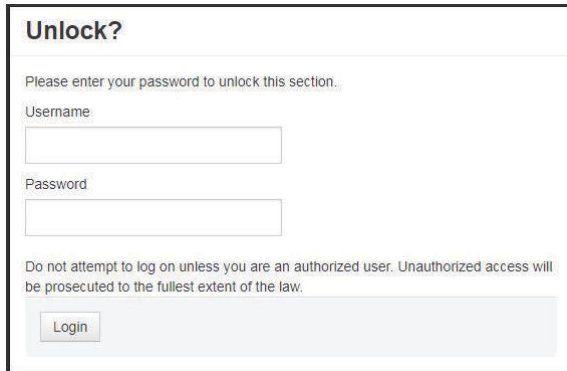 Unlock?
Please enter your password to unlock this section.
Username
Password
Do not attempt to log on unless you are an authorized user. Unauthorized access will
be prosecuted to the fullest extent of the law.
Login